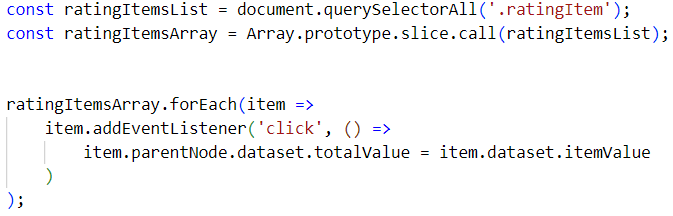 const ratingItemsList = document.querySelectorAll('.ratingItem');
const ratingItemsArray = Array.prototype.slice.call(ratingItemsList);
ratingItemsArray.forEach(item =>
item.addEventListener('click', () =>
item.parentNode.dataset.totalValue = item.dataset.itemValue
)
);